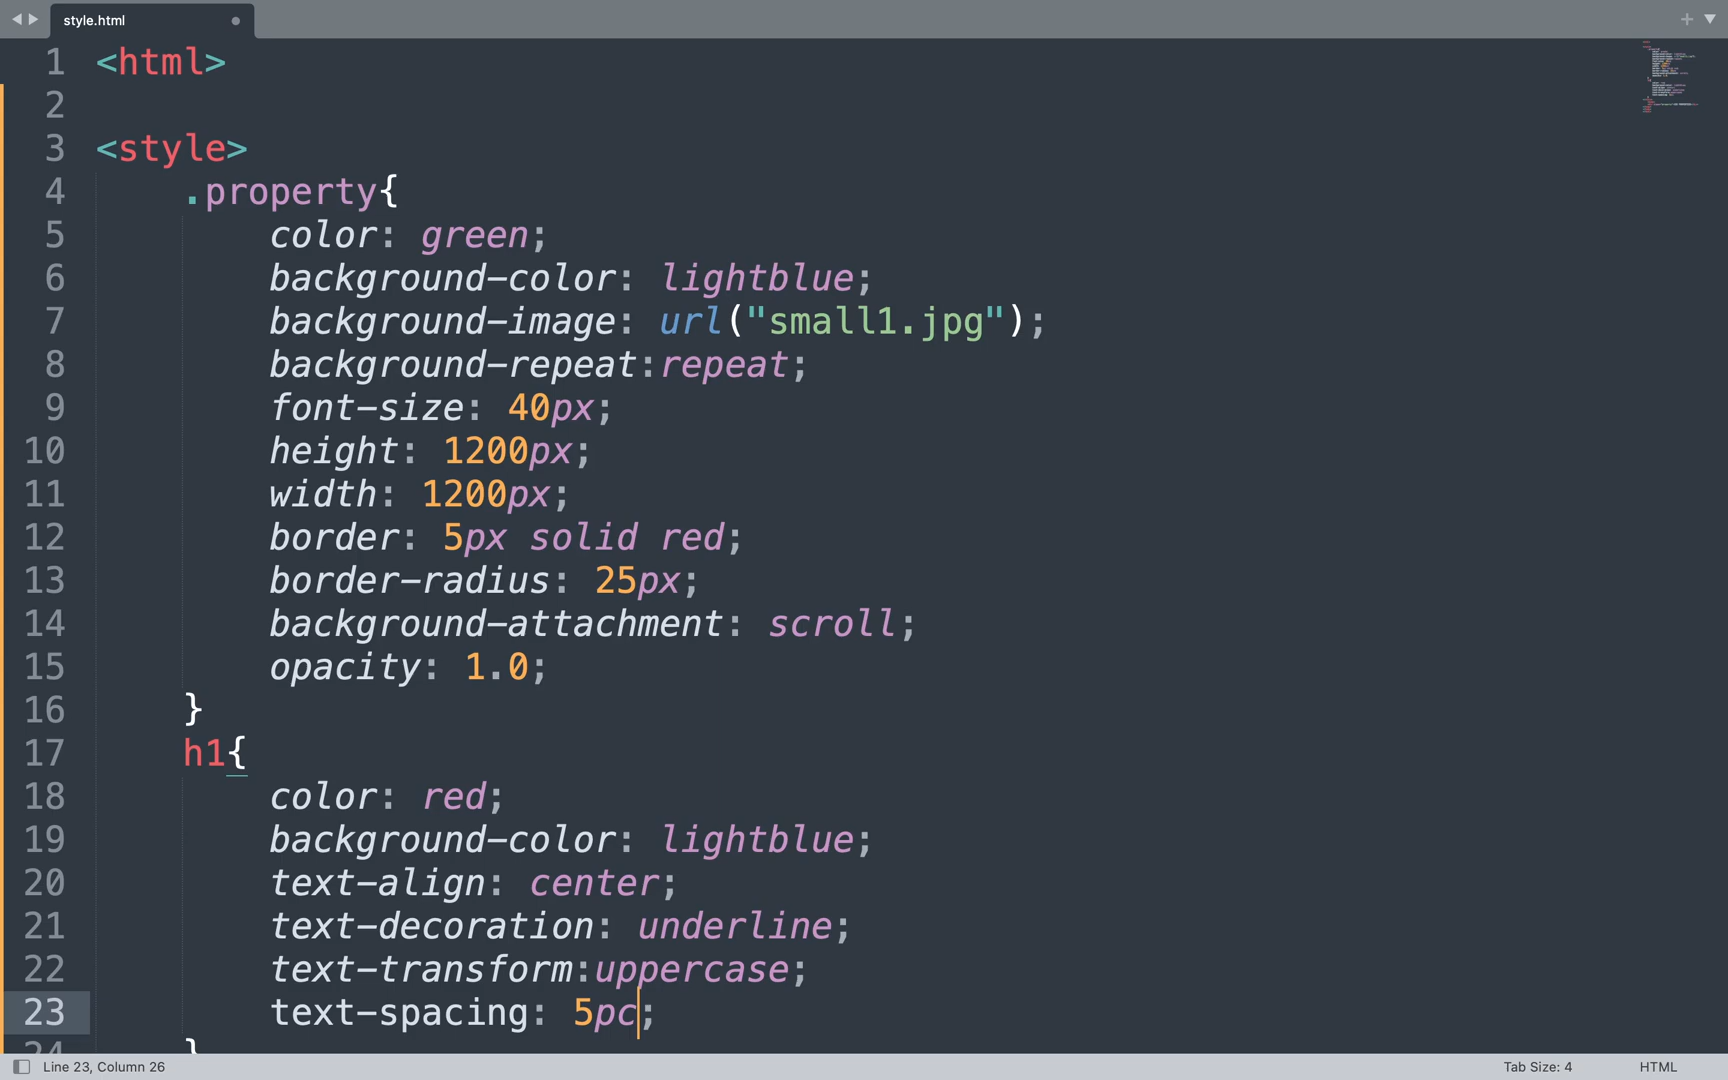 style.html
1 <html>
2
3 <style>
4 .property{
5 color: green;
6 background-color: lightblue;
7 background-image: url("small1.jpg");
8 background-repeat:repeat;
9 font-size: 40px;
10 height: 1200px;
11 width: 1200px;
12 border: 5px solid red;
13 border-radius: 25px;
14 background-attachment: scroll;
15 opacity: 1.0;
16 }
17 h1{
18 color: red;
19 background-color: lightblue;
20 text-align: center;
21 text-decoration: underline;
22 text-transform:uppercase;
23 text-spacing: 5pc;
24 }
Line 23, Column 26 Tab Size: 4 HTML